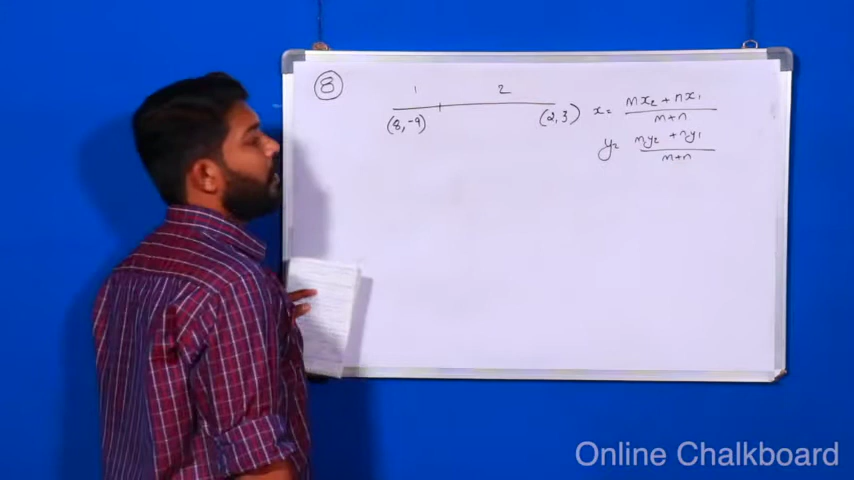 8
1 2
(8,-9) (2,3)
x= mx₂ + nx₁
m+n
y= my₂ + ny₁
m+n
Online Chalkboard